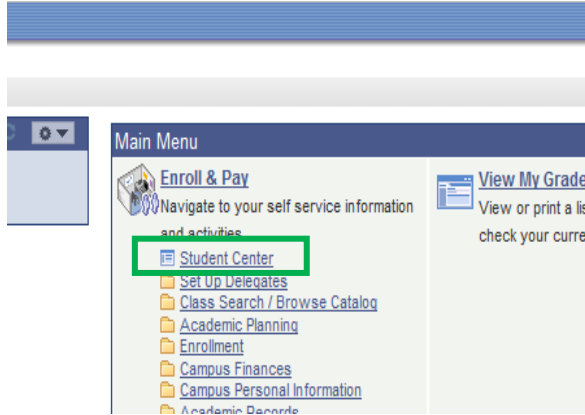 Main Menu
Enroll & Pay
Navigate to your self service information
and activities
Student Center
Set Up Delegates
Class Search / Browse Catalog
Academic Planning
Enrollment
Campus Finances
Campus Personal Information
Academic Records
View My Grade
View or print a lis
check your curre